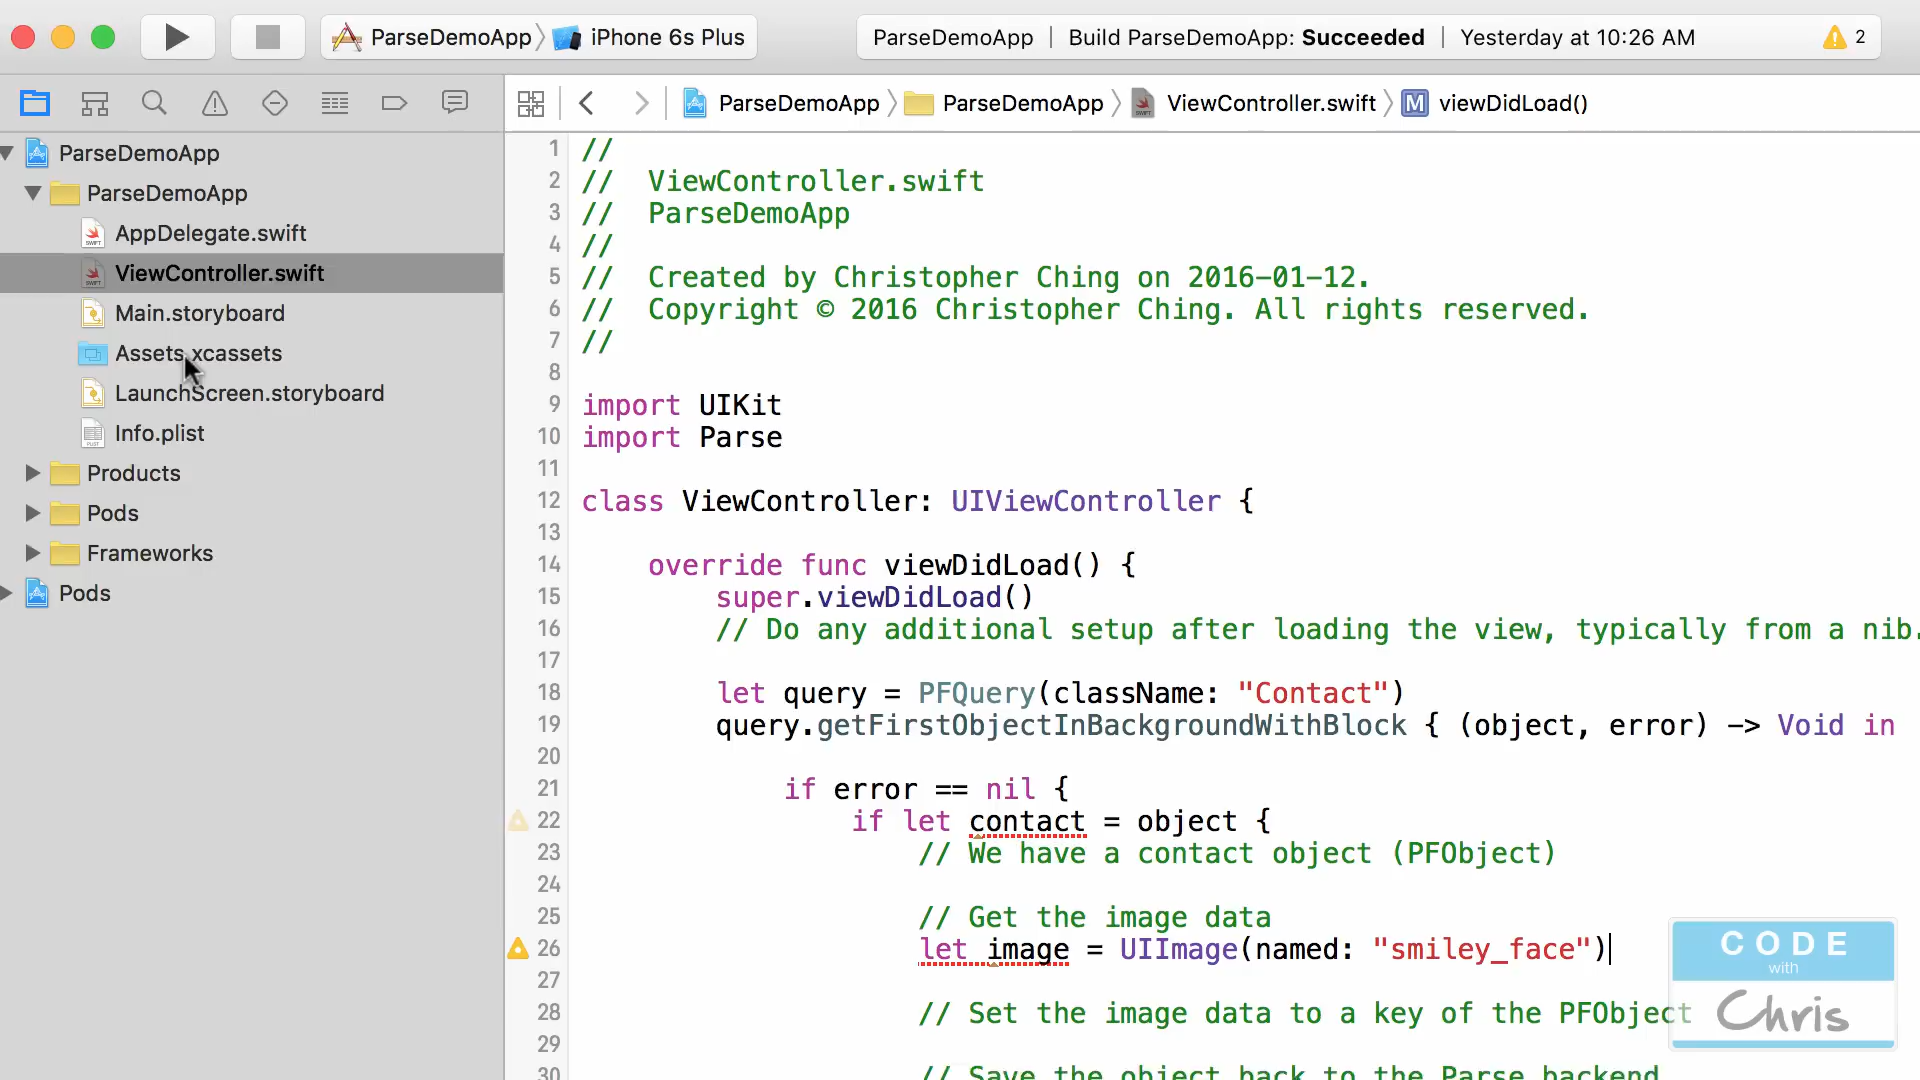 ParseDemoApp 〉 iPhone 6s Plus
ParseDemoApp | Build ParseDemoApp: Succeeded | Yesterday at 10:26 AM 2
ParseDemoApp 〉 ParseDemoApp 〉 ViewController.swift 〉 M viewDidLoad()
ParseDemoApp
ParseDemoApp
AppDelegate.swift
ViewController.swift
Main.storyboard
Assets.xcassets
LaunchScreen.storyboard
Info.plist
Products
Pods
Frameworks
Pods
1 //
2 //  ViewController.swift
3 //  ParseDemoApp
4 //
5 //  Created by Christopher Ching on 2016-01-12.
6 //  Copyright © 2016 Christopher Ching. All rights reserved.
7 //
8
9 import UIKit
10 import Parse
11
12 class ViewController: UIViewController {
13
14     override func viewDidLoad() {
15         super.viewDidLoad()
16         // Do any additional setup after loading the view, typically from a nib.
17
18         let query = PFQuery(className: "Contact")
19         query.getFirstObjectInBackgroundWithBlock { (object, error) -> Void in
20
21             if error == nil {
22                 if let contact = object {
23                     // We have a contact object (PFObject)
24
25                     // Get the image data
26                     let image = UIImage(named: "smiley_face")
27
28                     // Set the image data to a key of the PFObject
29
30                     // Save the object back to the Parse backend
CODE
with
Chris